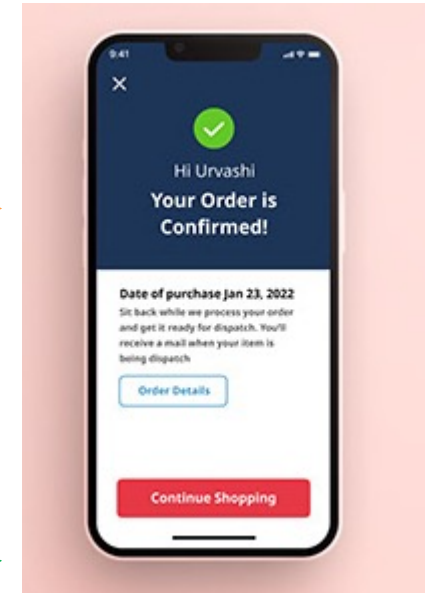 9:41
Hi Urvashi
Your Order is
Confirmed!
Date of purchase Jan 23, 2022
Sit back while we process your order
and get it ready for dispatch. You'll
receive a mail when your item is
being dispatch
Order Details
Continue Shopping